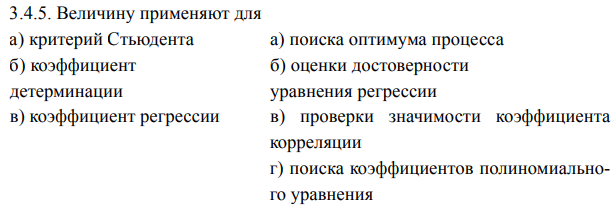 3.4.5. Величину применяют для
а) критерий Стьюдента
б) коэффициент
детерминации
в) коэффициент регрессии
а) поиска оптимума процесса
б) оценки достоверности
уравнения регрессии
в) проверки значимости коэффициента
корреляции
г) поиска коэффициентов полиномиально-
го уравнения